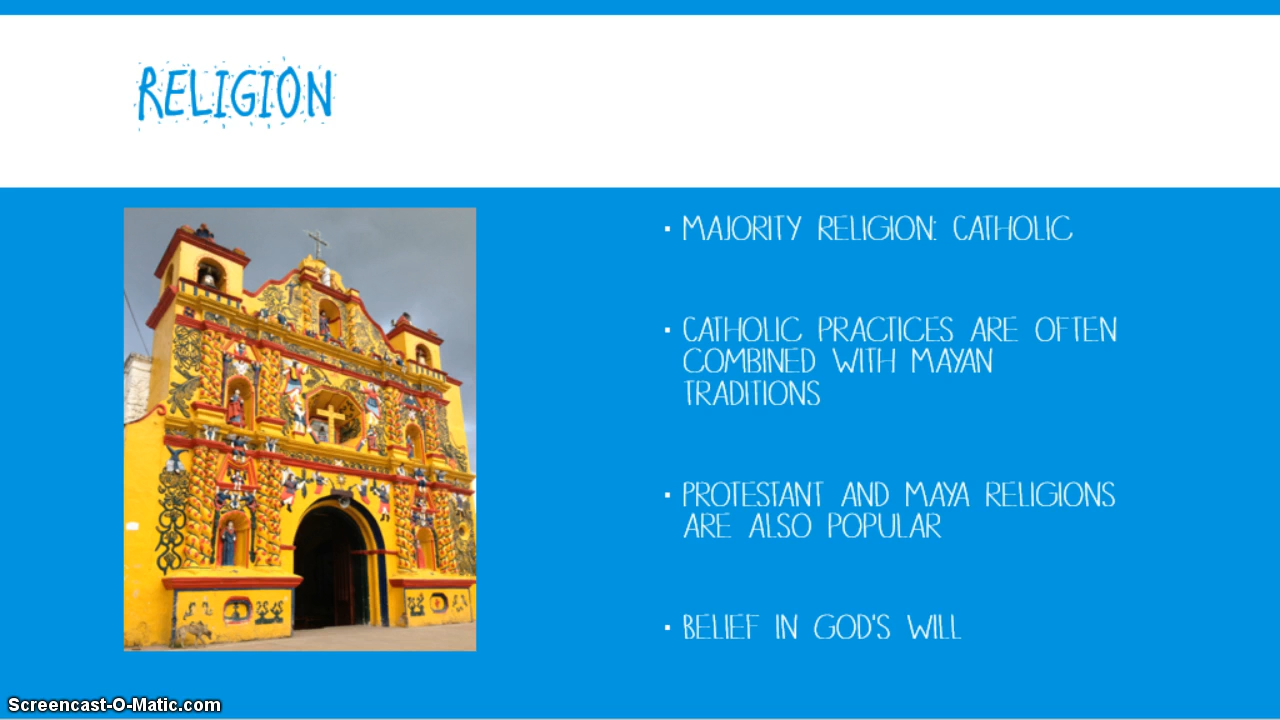 RELIGION
▪ MAJORITY RELIGION: CATHOLIC
▪ CATHOLIC PRACTICES ARE OFTEN
COMBINED WITH MAYAN
TRADITIONS
▪ PROTESTANT AND MAYA RELIGIONS
ARE ALSO POPULAR
▪ BELIEF IN GOD'S WILL
Screencast-O-Matic.com